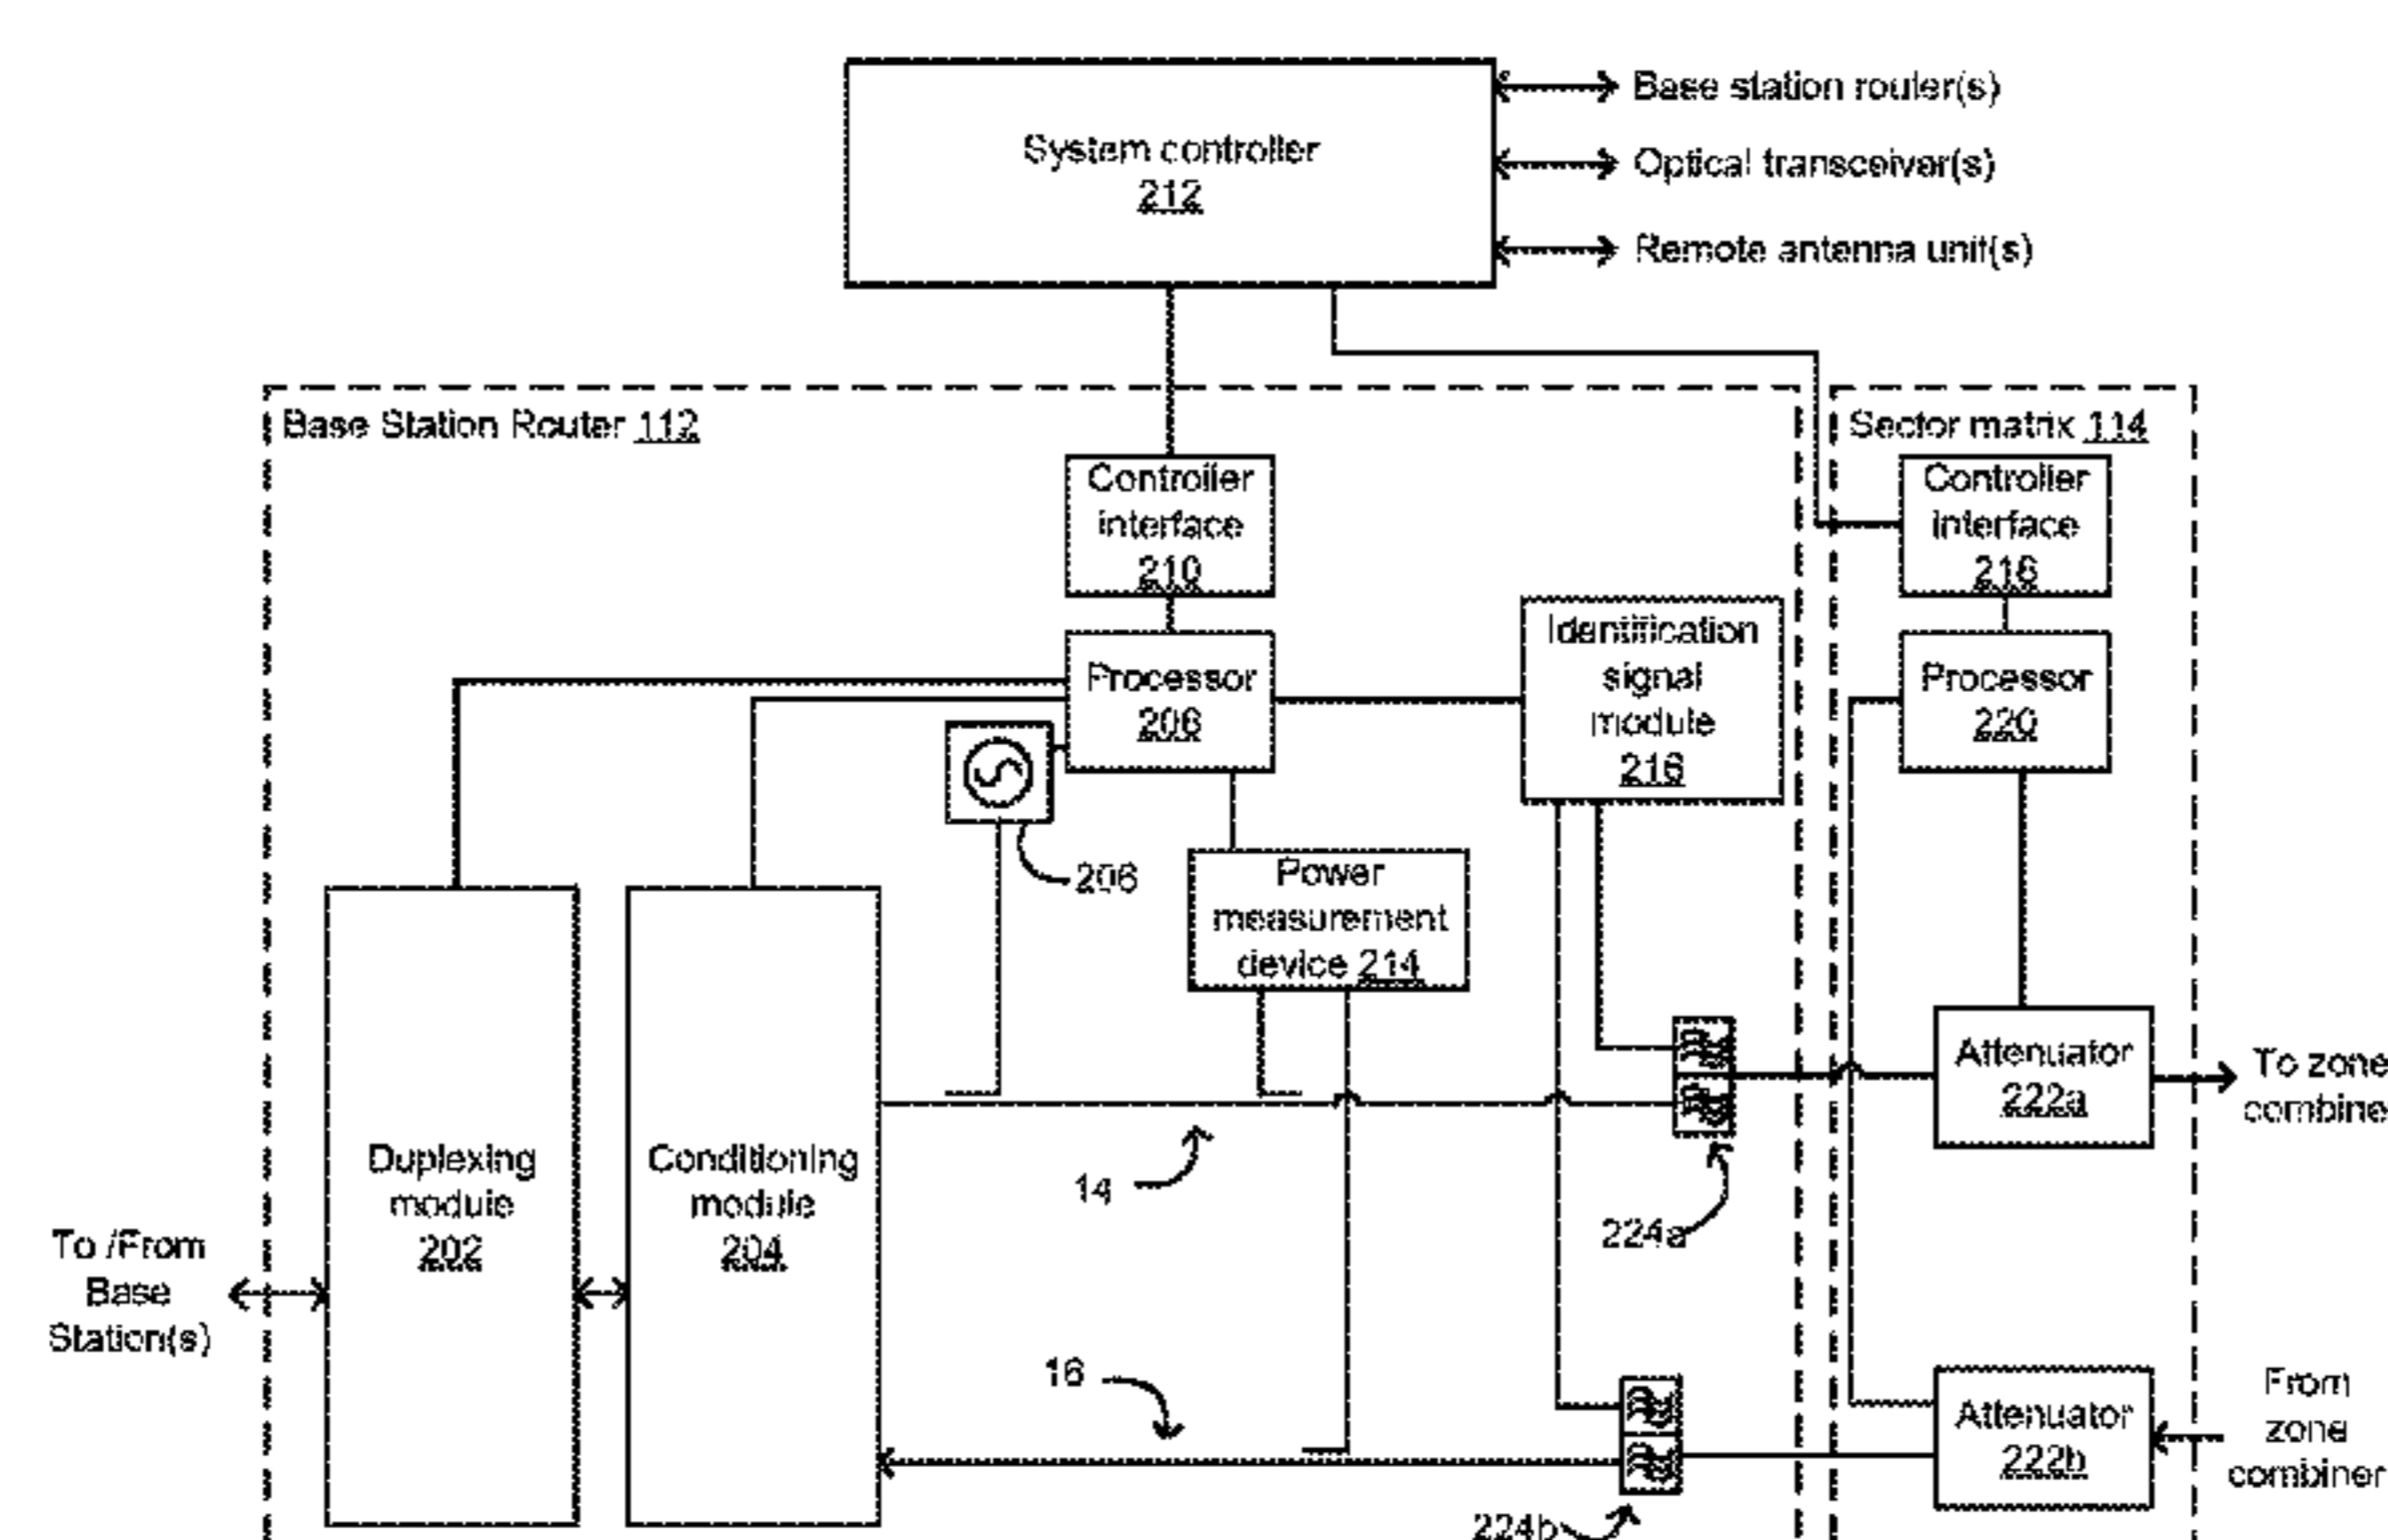 Base station router(s)
System controller
212
Optical transceiver(s)
Remote antenna unit(s)
Base Station Router 112
Sector matrix 114
Controller
interface
210
Controller
interface
216
Identification
signal
module
216
Processor
206
Processor
220
206
Power
measurement
device 214
Attenuator
222a
To zone
combine
Duplexing
module
202
Conditioning
module
204
14
224a
To /From
Base
Station(s)
16
Attenuator
222b
From
zone
combiner
224b